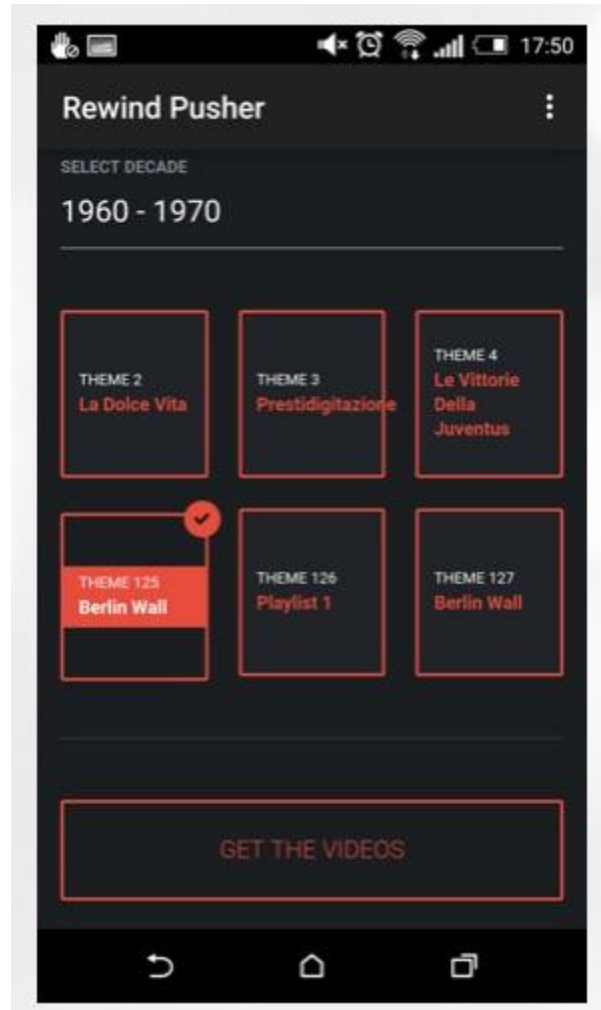 17:50
Rewind Pusher
SELECT DECADE
1960 - 1970
THEME 2
La Dolce Vita
THEME 3
Prestidigitazione
THEME 4
Le Vittorie
Della
Juventus
THEME 125
Berlin Wall
THEME 126
Playlist 1
THEME 127
Berlin Wall
GET THE VIDEOS